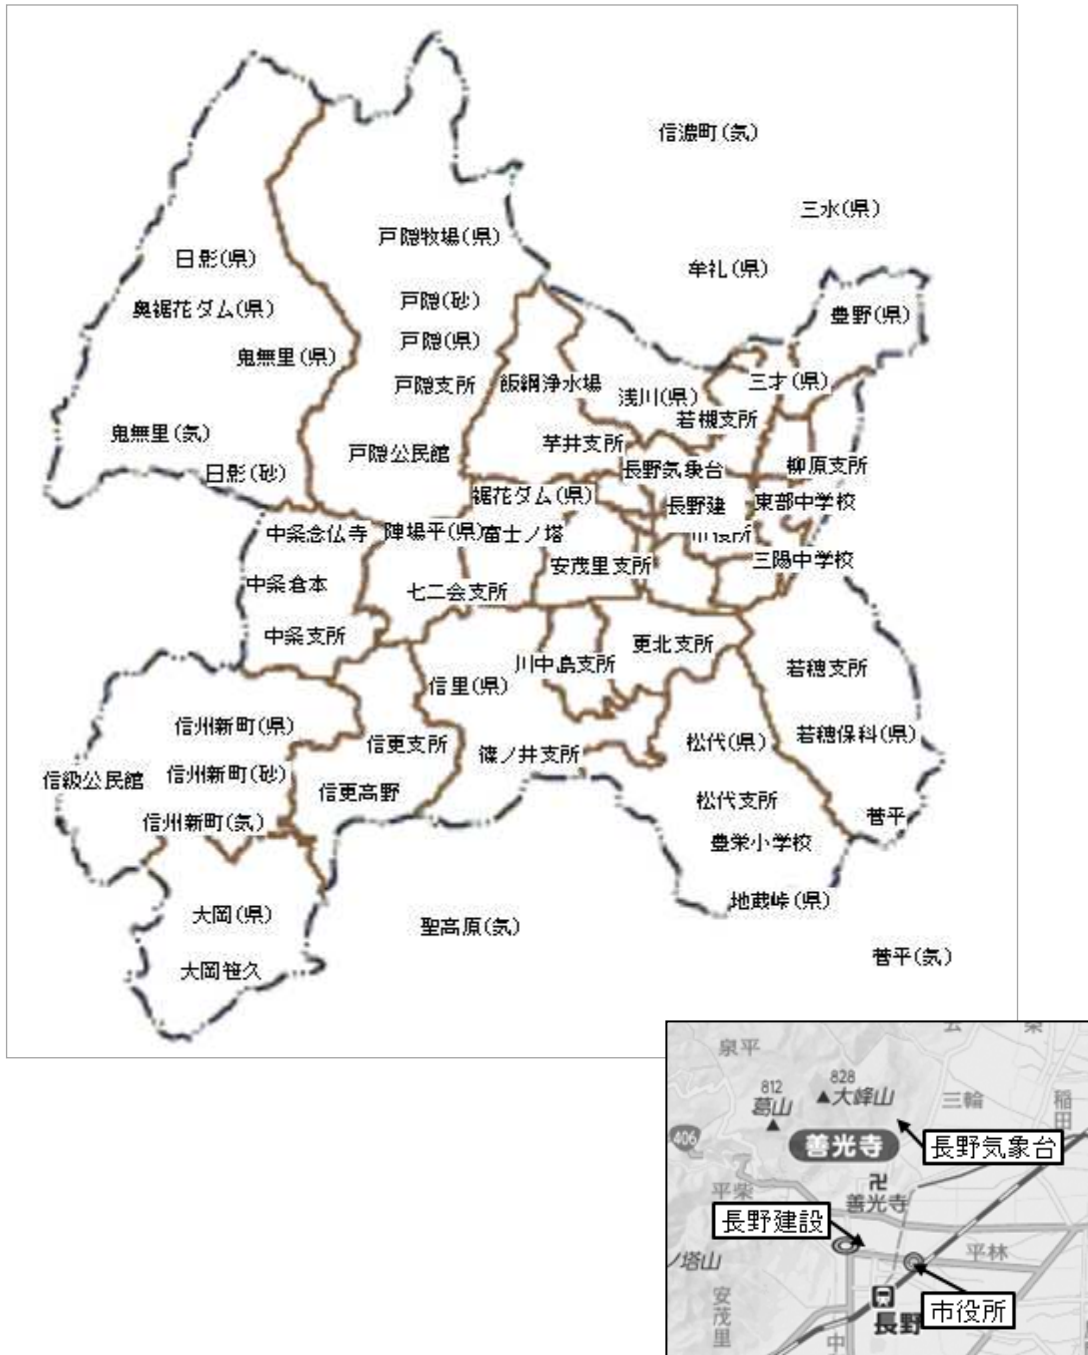 信濃町(気)
三水(県)
戸隠牧場(県)
日影(県)
牟礼(県)
奥裾花ダム(県)
戸隠(砂)
豊野(県)
戸隠(県)
鬼無里(県)
戸隠支所
飯綱浄水場
三才(県)
浅川(県)
若槻支所
鬼無里(気)
芋井支所
戸隠公民館
日影(砂)
長野気象台
柳原支所
裾花ダム(県)
長野建
東部中学校
中条念仏寺
陣場平(県)
富士ノ塔
市役所
安茂里支所
三陽中学校
中条倉本
七二会支所
中条支所
更北支所
川中島支所
若穂支所
信里(県)
信州新町(県)
信更支所
篠ノ井支所
松代(県)
若穂保科(県)
信級公民館
信州新町(砂)
信更高野
松代支所
信州新町(気)
菅平
豊栄小学校
地蔵峠(県)
大岡(県)
聖高原(気)
菅平(気)
大岡笹久
泉平
812
葛山
828
大峰山
三輪
稲田
406
善光寺
長野気象台
平柴
善光寺
長野建設
平林
ノ塔山
安茂里
市役所
長野
中